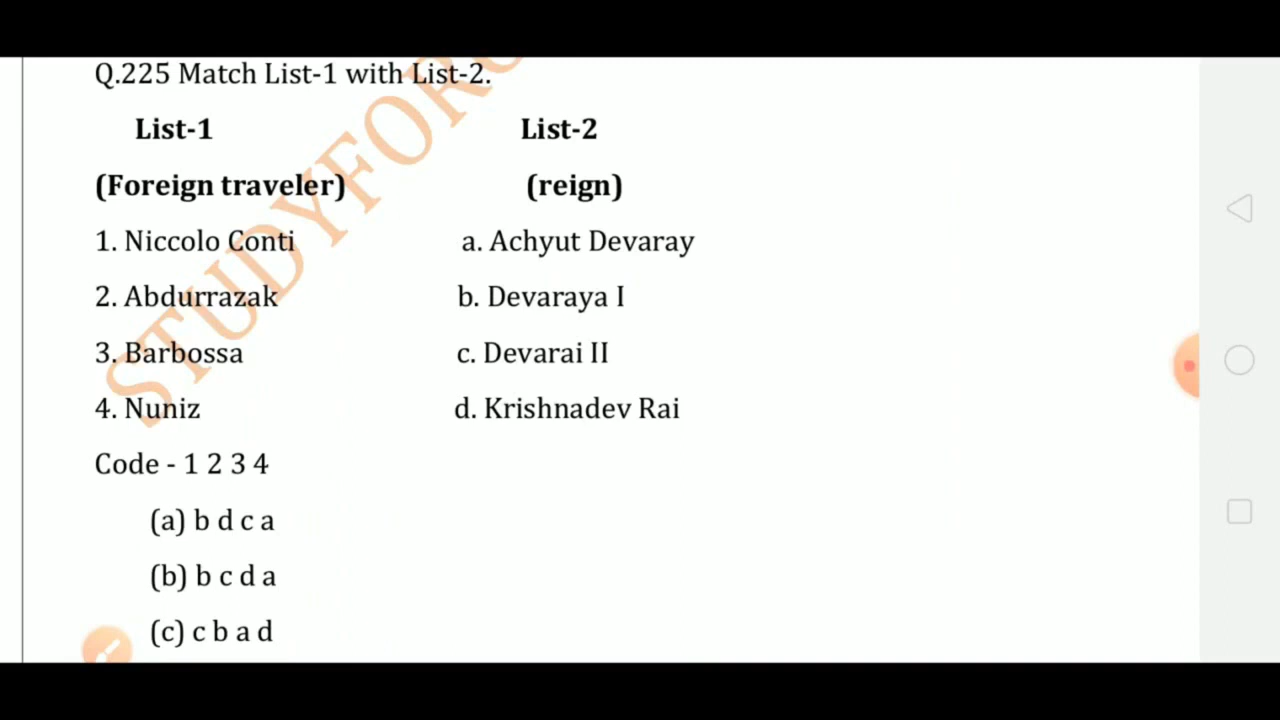 Q.225 Match List-1 with List-2.
List-1 List-2
(Foreign traveler) (reign)
1. Niccolo Conti a. Achyut Devaray
2. Abdurrazak b. Devaraya I
3. Barbossa c. Devarai II
4. Nuniz d. Krishnadev Rai
Code - 1 2 3 4
(a) b d c a
(b) b c d a
(c) c b a d
STUDYFORC